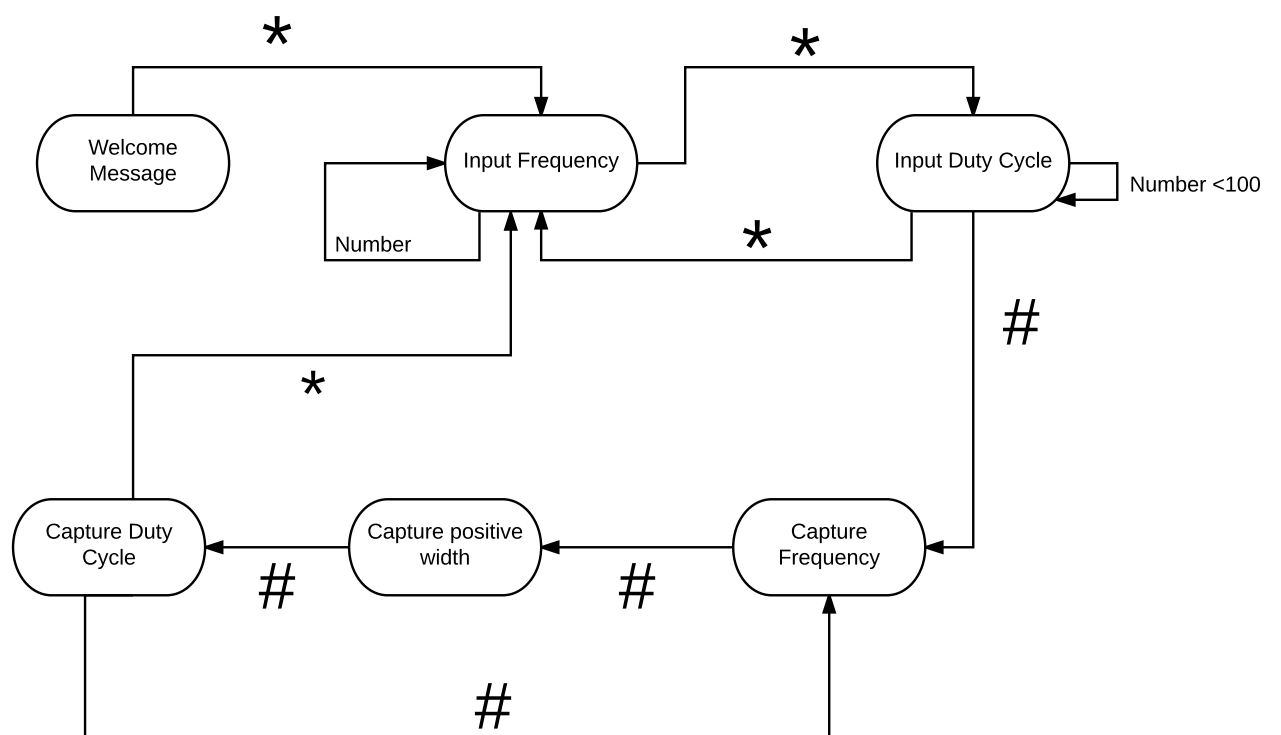 *
*
Welcome
Message
Input Frequency
Input Duty Cycle
Number <100
Number
*
#
*
Capture Duty
Cycle
Capture positive
width
Capture
Frequency
#
#
#